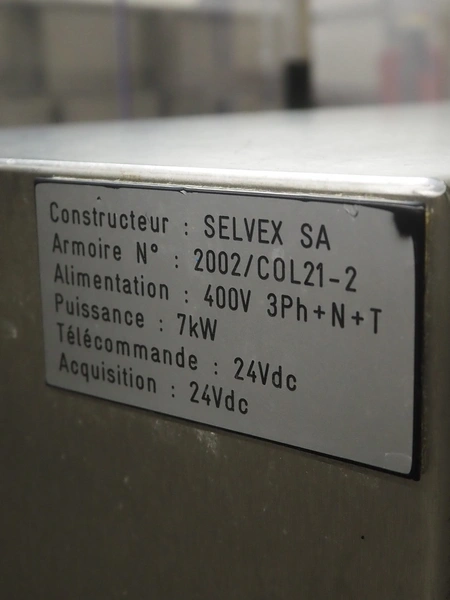 Constructeur : SELVEX SA
Armoire N° : 2002/COL21-2
Alimentation : 400V 3Ph+N+T
Puissance : 7kW
Télécommande : 24Vdc
Acquisition : 24Vdc